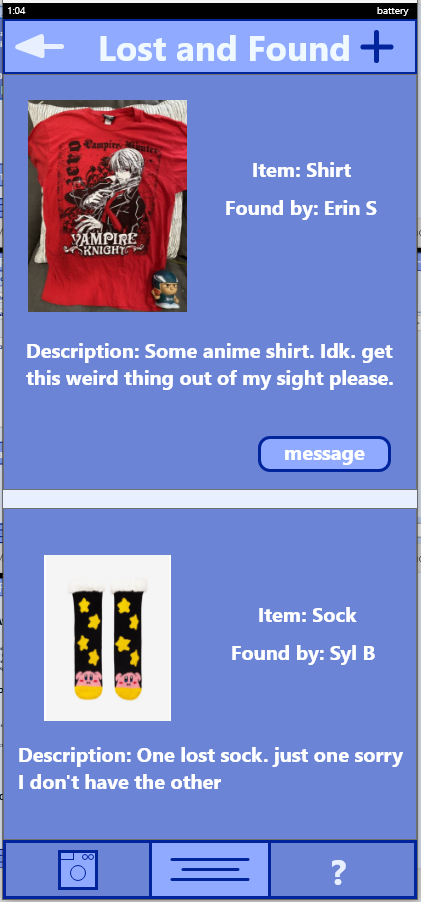 1:04 battery
Lost and Found
Vampire Hunter
Zero
VAMPIRE
KNIGHT
Item: Shirt
Found by: Erin S
Description: Some anime shirt. Idk. get
this weird thing out of my sight please.
message
Item: Sock
Found by: Syl B
Description: One lost sock. just one sorry
I don't have the other
?